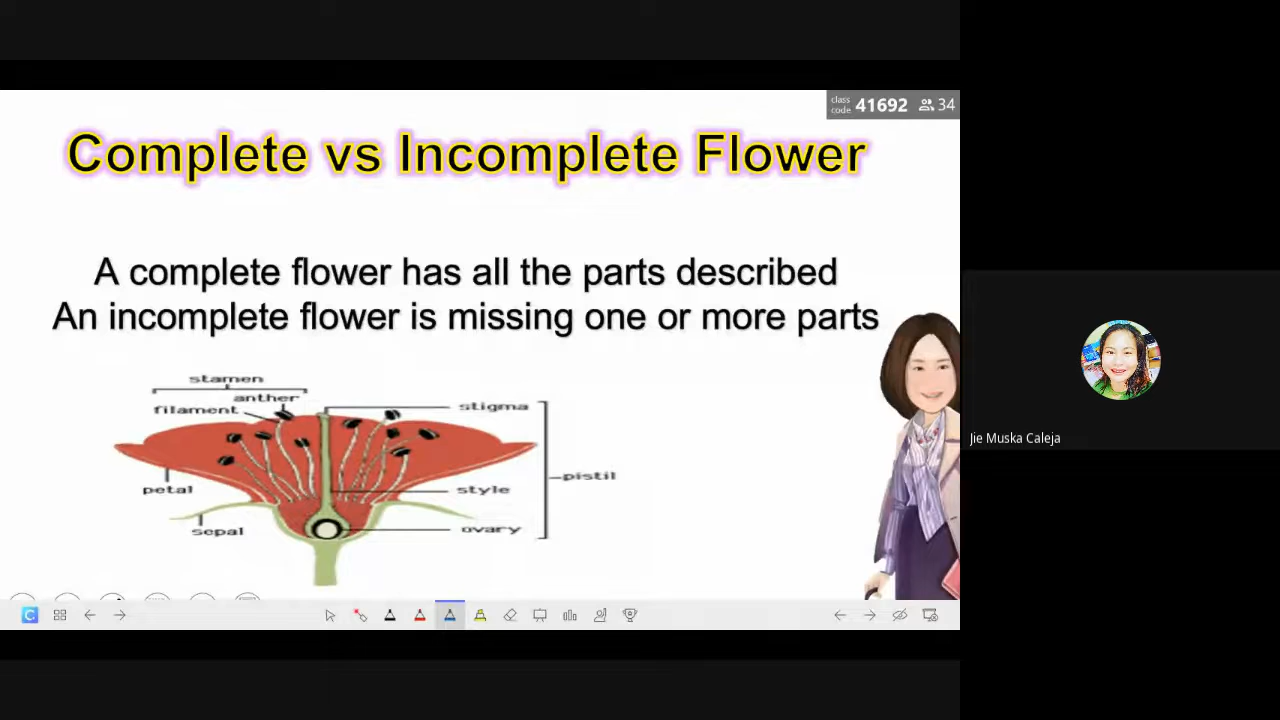 class
code 41692 34
Complete vs Incomplete Flower
A complete flower has all the parts described
An incomplete flower is missing one or more parts
stamen
anther
filament
stigma
petal
pistil
style
sepal
ovary
Jie Muska Caleja
C